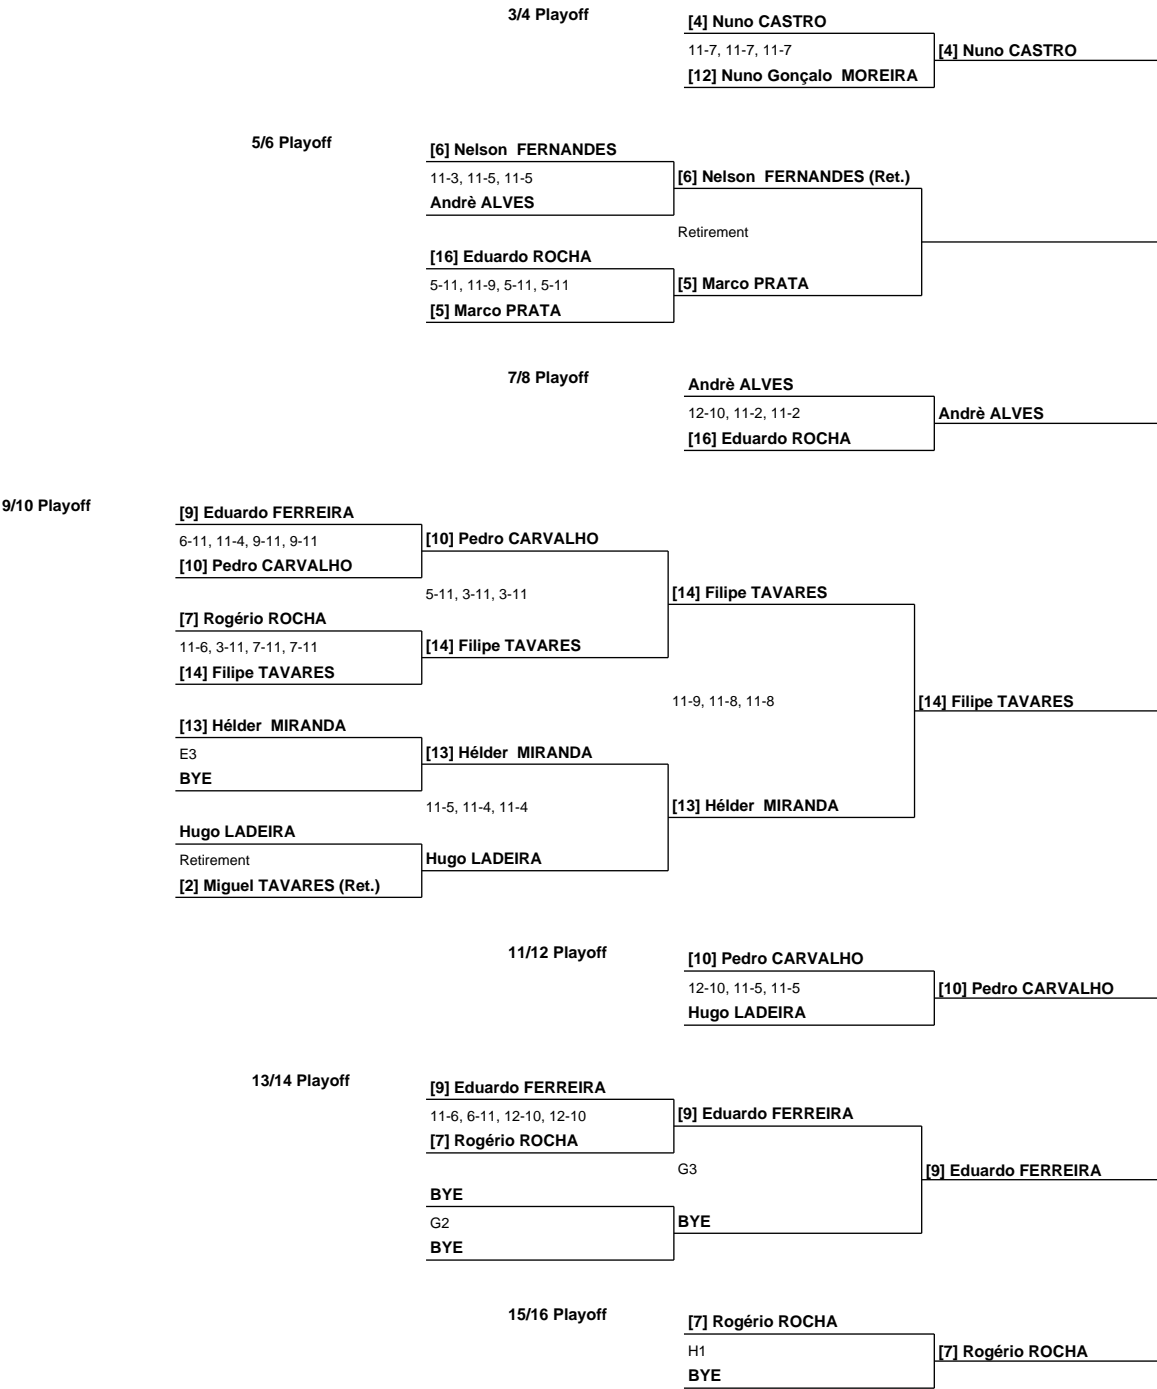 3/4 Playoff
[4] Nuno CASTRO
11-7, 11-7, 11-7
[4] Nuno CASTRO
[12] Nuno Gonçalo  MOREIRA
5/6 Playoff
[6] Nelson  FERNANDES
11-3, 11-5, 11-5
[6] Nelson  FERNANDES (Ret.)
Andrè ALVES
Retirement
[16] Eduardo ROCHA
5-11, 11-9, 5-11, 5-11
[5] Marco PRATA
[5] Marco PRATA
7/8 Playoff
Andrè ALVES
12-10, 11-2, 11-2
Andrè ALVES
[16] Eduardo ROCHA
9/10 Playoff
[9] Eduardo FERREIRA
6-11, 11-4, 9-11, 9-11
[10] Pedro CARVALHO
[10] Pedro CARVALHO
5-11, 3-11, 3-11
[14] Filipe TAVARES
[7] Rogério ROCHA
11-6, 3-11, 7-11, 7-11
[14] Filipe TAVARES
[14] Filipe TAVARES
11-9, 11-8, 11-8
[14] Filipe TAVARES
[13] Hélder  MIRANDA
E3
[13] Hélder  MIRANDA
BYE
11-5, 11-4, 11-4
[13] Hélder  MIRANDA
Hugo LADEIRA
Retirement
Hugo LADEIRA
[2] Miguel TAVARES (Ret.)
11/12 Playoff
[10] Pedro CARVALHO
12-10, 11-5, 11-5
[10] Pedro CARVALHO
Hugo LADEIRA
13/14 Playoff
[9] Eduardo FERREIRA
11-6, 6-11, 12-10, 12-10
[9] Eduardo FERREIRA
[7] Rogério ROCHA
G3
[9] Eduardo FERREIRA
BYE
G2
BYE
BYE
15/16 Playoff
[7] Rogério ROCHA
H1
[7] Rogério ROCHA
BYE